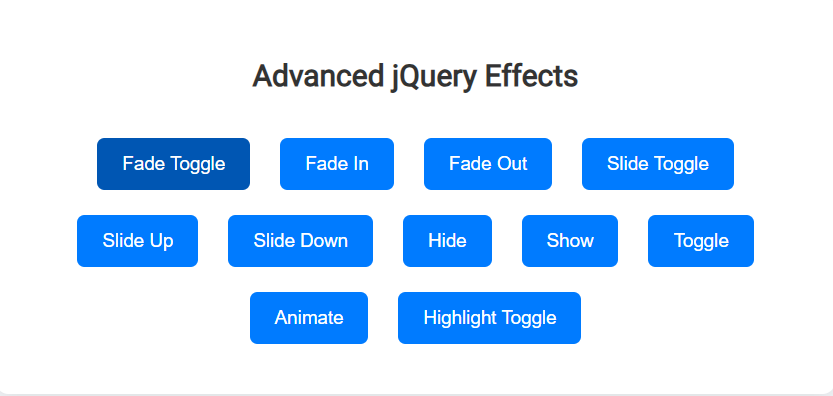 Advanced jQuery Effects
Fade Toggle Fade In Fade Out Slide Toggle
Slide Up Slide Down Hide Show Toggle
Animate Highlight Toggle